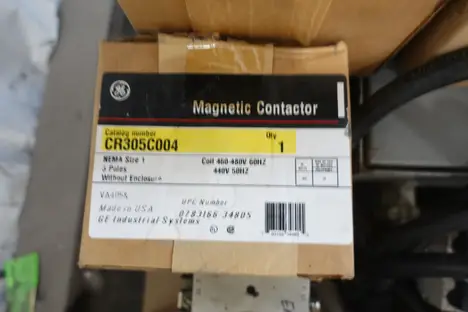 GE
Magnetic Contactor
Catalog number
Qty
CR305C004
1
NEMA Size 1
Coil 460-480V 60HZ
3 Poles
440V 50HZ
Without Enclosure
UPC Number
Made in USA
0783166 34805
GE Industrial Systems